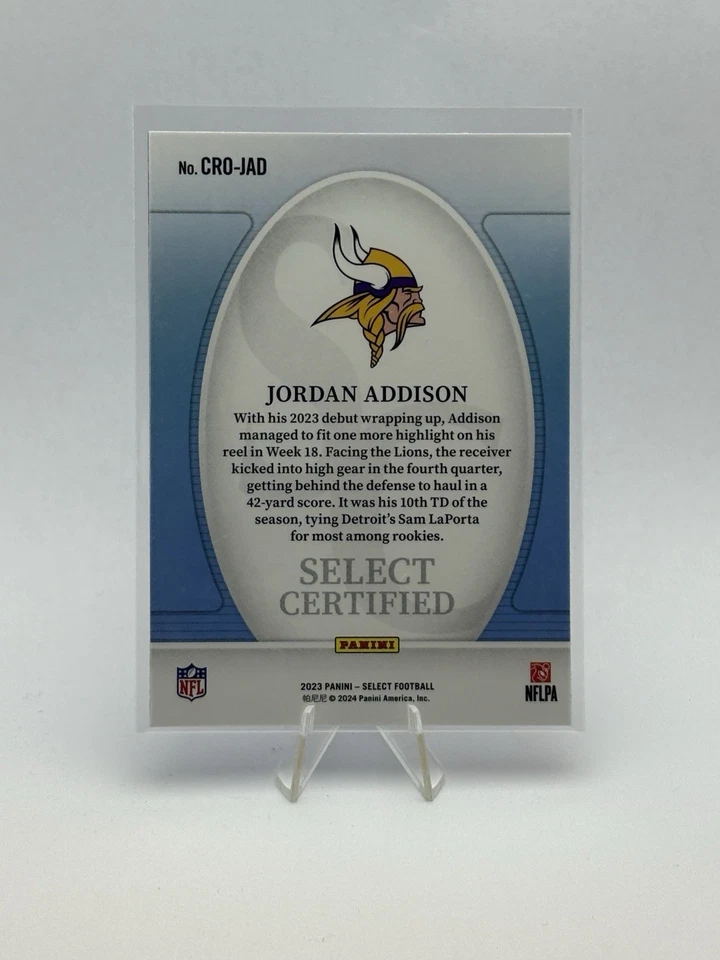 No. CRO-JAD
JORDAN ADDISON
With his 2023 debut wrapping up, Addison
managed to fit one more highlight on his
reel in Week 18. Facing the Lions, the receiver
kicked into high gear in the fourth quarter,
getting behind the defense to haul in a
42-yard score. It was his 10th TD of the
season, tying Detroit's Sam LaPorta
for most among rookies.
SELECT
CERTIFIED
PANINI
NFL
2023 PANINI – SELECT FOOTBALL
帕尼尼 © 2024 Panini America, Inc.
NFLPA